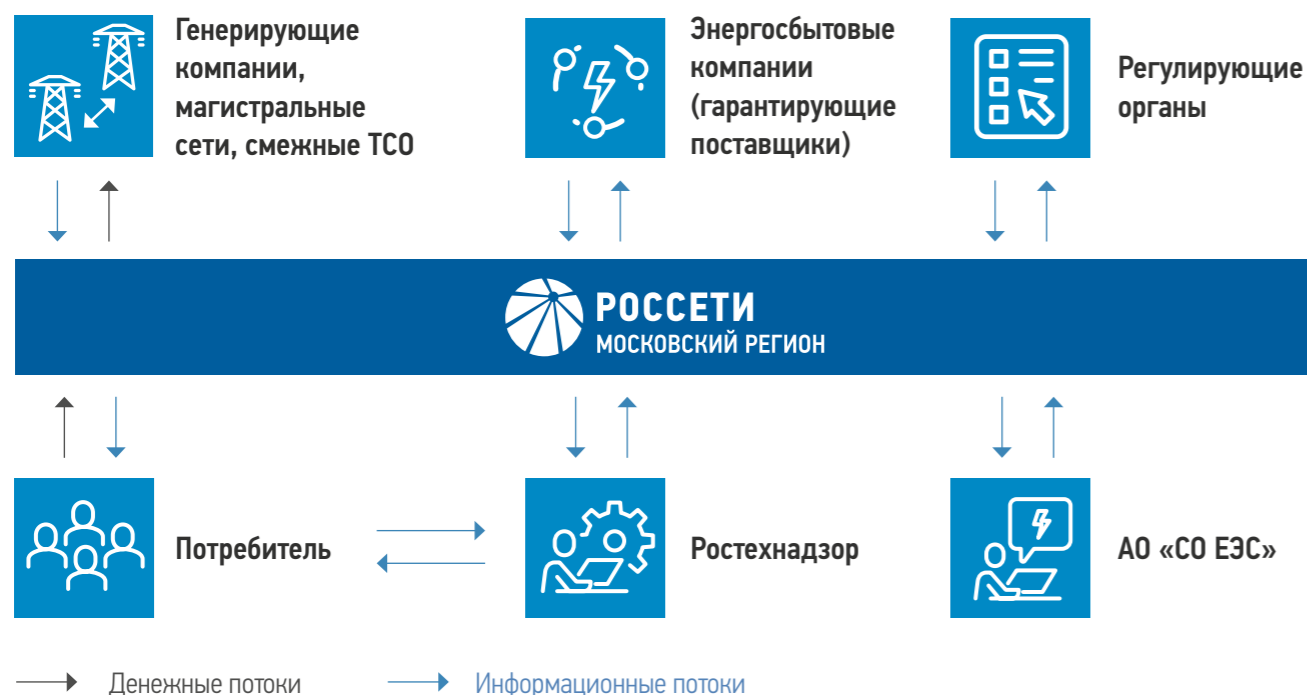 Генерирующие
компании,
магистральные
сети, смежные ТСО
Энергосбытовые
компании
(гарантирующие
поставщики)
Регулирующие
органы
РОССЕТИ
МОСКОВСКИЙ РЕГИОН
Потребитель
Ростехнадзор
АО «СО ЕЭС»
Денежные потоки
Информационные потоки